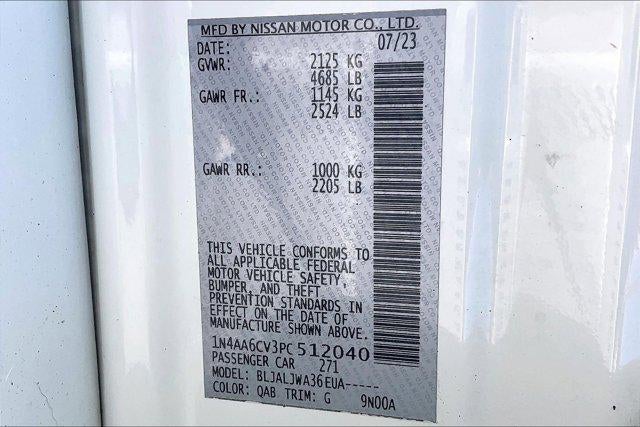 MFD BY NISSAN MOTOR CO., LTD.
DATE: 07/23
GVWR: 2125 KG
4685 LB
GAWR FR.: 1145 KG
2524 LB
GAWR RR.: 1000 KG
2205 LB
THIS VEHICLE CONFORMS TO
ALL APPLICABLE FEDERAL
MOTOR VEHICLE SAFETY,
BUMPER, AND THEFT
PREVENTION STANDARDS IN
EFFECT ON THE DATE OF
MANUFACTURE SHOWN ABOVE.
1N4AA6CV3PC512040
PASSENGER CAR 271
MODEL: BLJALJWA36EUA-----
COLOR: QAB TRIM: G 9N00A